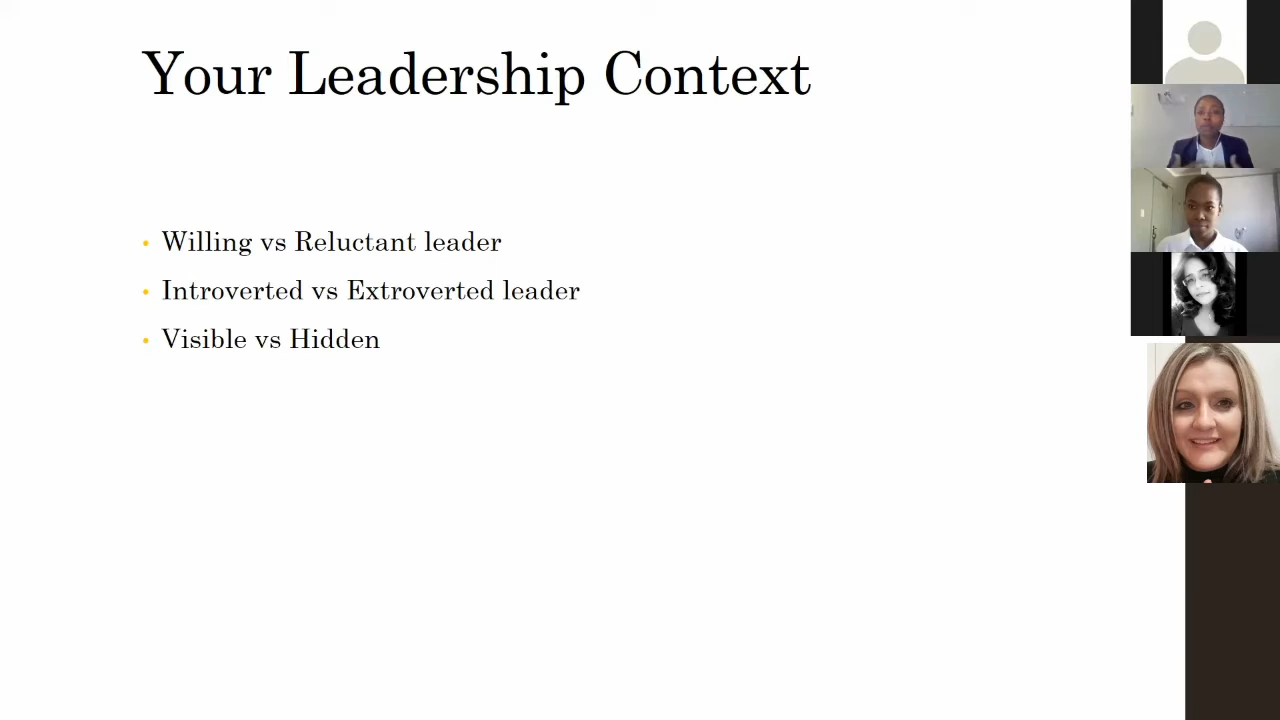 Your Leadership Context
Willing vs Reluctant leader
Introverted vs Extroverted leader
Visible vs Hidden